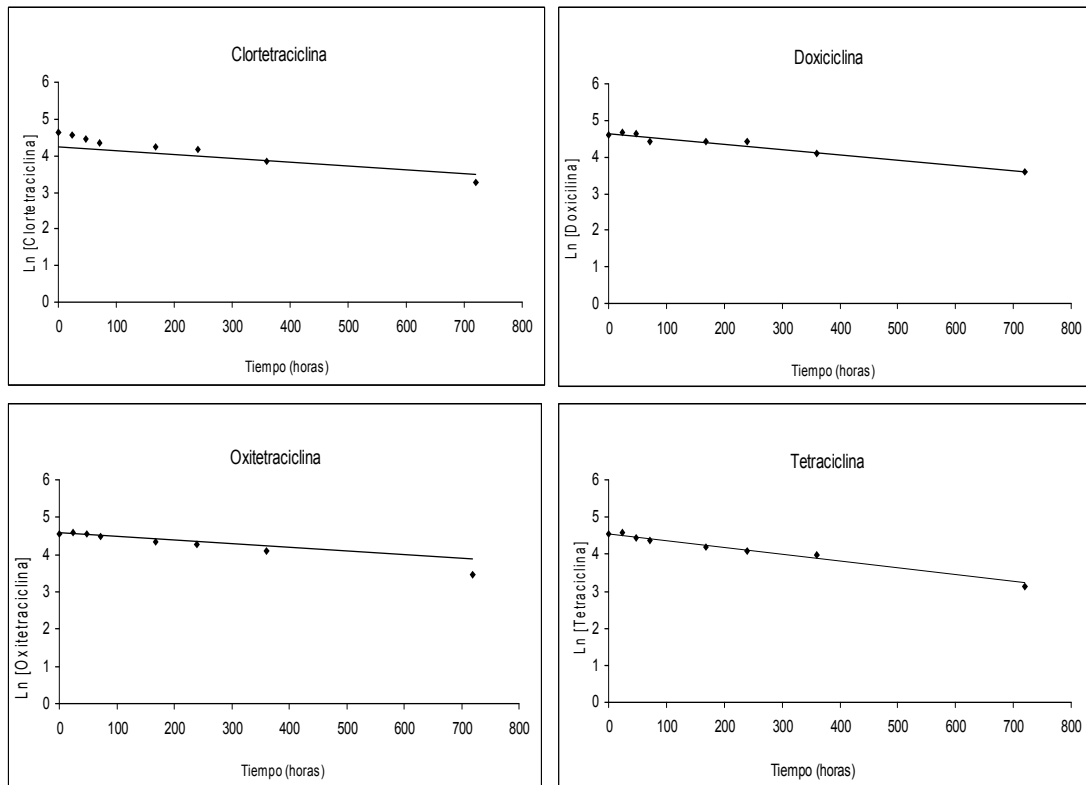 Clortetraciclina
6
5
4
3
2
1
0
Ln [Clortetraciclina]
0 100 200 300 400 500 600 700 800
Tiempo (horas)
Doxiciclina
6
5
4
3
2
1
0
Ln [Doxicilina]
0 100 200 300 400 500 600 700 800
Tiempo (horas)
Oxitetraciclina
6
5
4
3
2
1
0
Ln [Oxitetraciclina]
0 100 200 300 400 500 600 700 800
Tiempo (horas)
Tetraciclina
6
5
4
3
2
1
0
Ln [Tetraciclina]
0 100 200 300 400 500 600 700 800
Tiempo (horas)